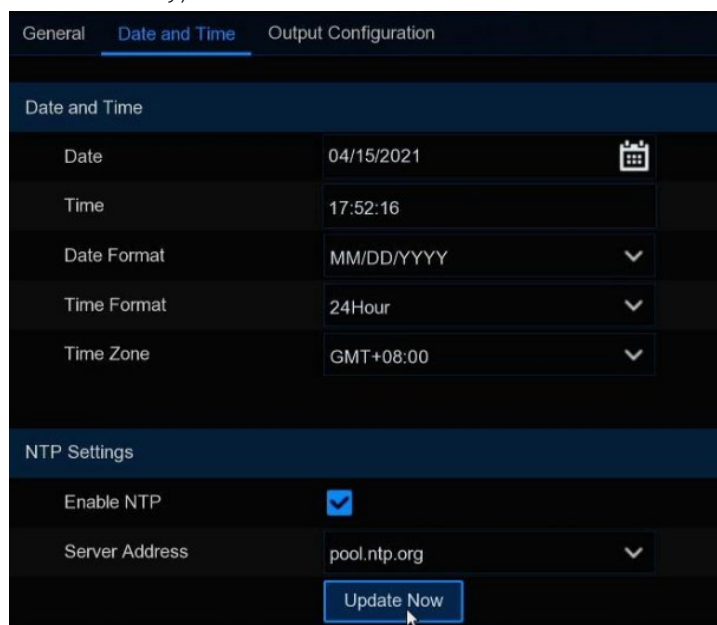 General Date and Time Output Configuration
Date and Time
Date 04/15/2021
Time 17:52:16
Date Format MM/DD/YYYY
Time Format 24Hour
Time Zone GMT+08:00
NTP Settings
Enable NTP
Server Address pool.ntp.org
Update Now